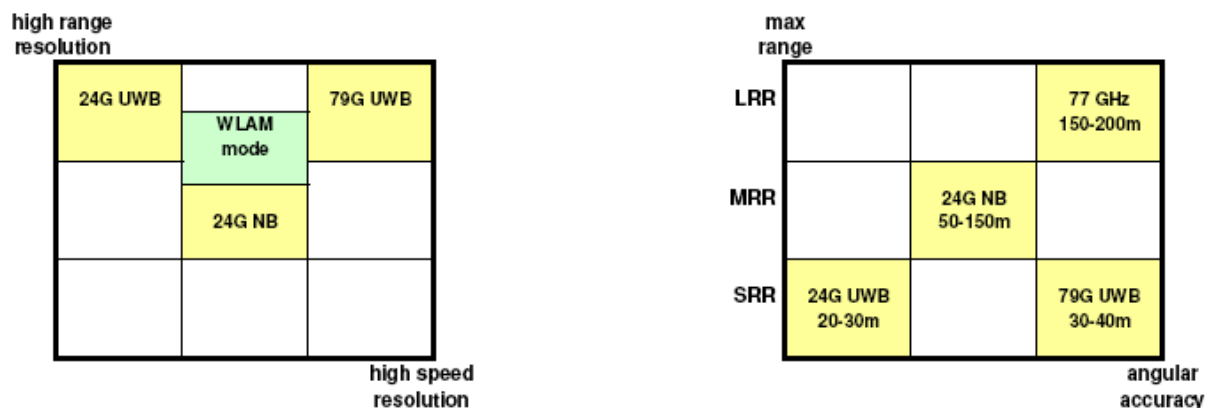 high range
resolution
24G UWB
79G UWB
WLAM
mode
24G NB
high speed
resolution
max
range
LRR
77 GHz
150-200m
MRR
24G NB
50-150m
SRR
24G UWB
20-30m
79G UWB
30-40m
angular
accuracy